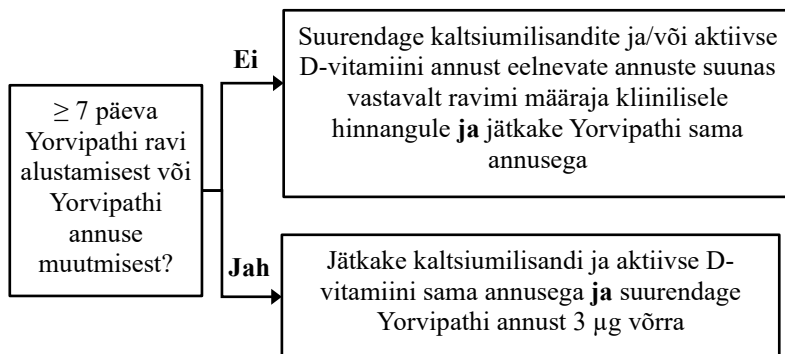 ≥ 7 päeva
Yorvipathi ravi
alustamisest või
Yorvipathi
annuse
muutmisest?
Ei
Suurendage kaltsiumilisandite ja/või aktiivse
D-vitamiini annust eelnevate annuste suunas
vastavalt ravimi määraja kliinilisele
hinnangule ja jätkake Yorvipathi sama
annusega
Jah
Jätkake kaltsiumilisandi ja aktiivse D-
vitamiini sama annusega ja suurendage
Yorvipathi annust 3 µg võrra